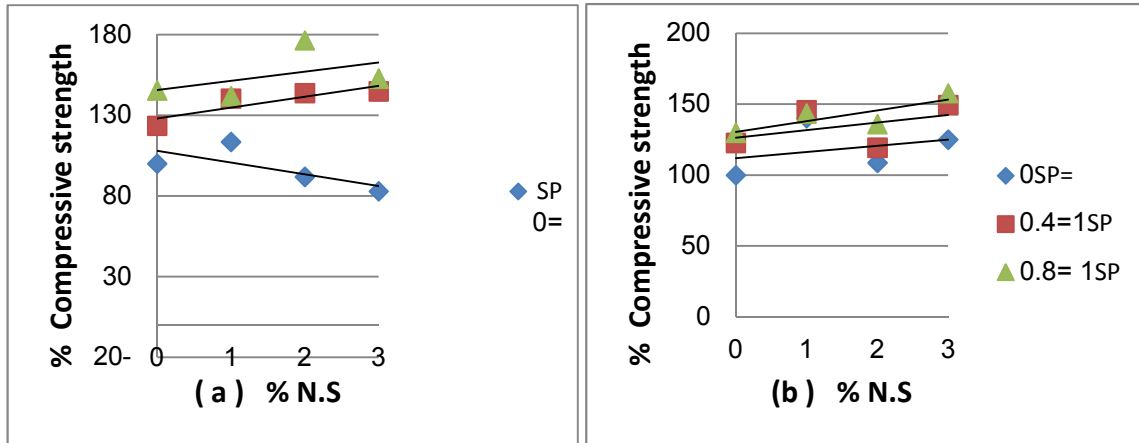 % Compressive strength
180
130
80
30
20-
0 1 2 3
( a ) % N.S
SP
0=
% Compressive strength
200
150
100
50
0
0 1 2 3
(b ) % N.S
0SP=
0.4=1SP
0.8= 1SP